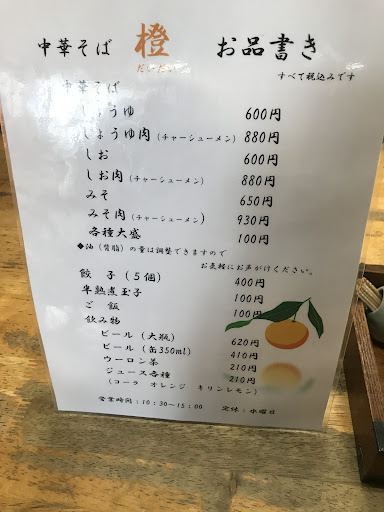 中華そば 橙 お品書き
だいだい
すべて税込みです
中華そば
しょうゆ 600円
しょうゆ肉(チャーシューメン) 880円
しお 600円
しお肉(チャーシューメン) 880円
みそ 650円
みそ肉(チャーシューメン) 930円
各種大盛 100円
◆油(背脂)の量は調整できますので
お気軽にお声がけください。
餃子(5個) 400円
半熟煮玉子 100円
ご飯 100円
飲み物
ビール(大瓶) 620円
ビール(缶350ml) 410円
ウーロン茶 210円
ジュース各種 210円
(コーラ オレンジ キリンレモン)
営業時間:10:30~15:00 定休:水曜日